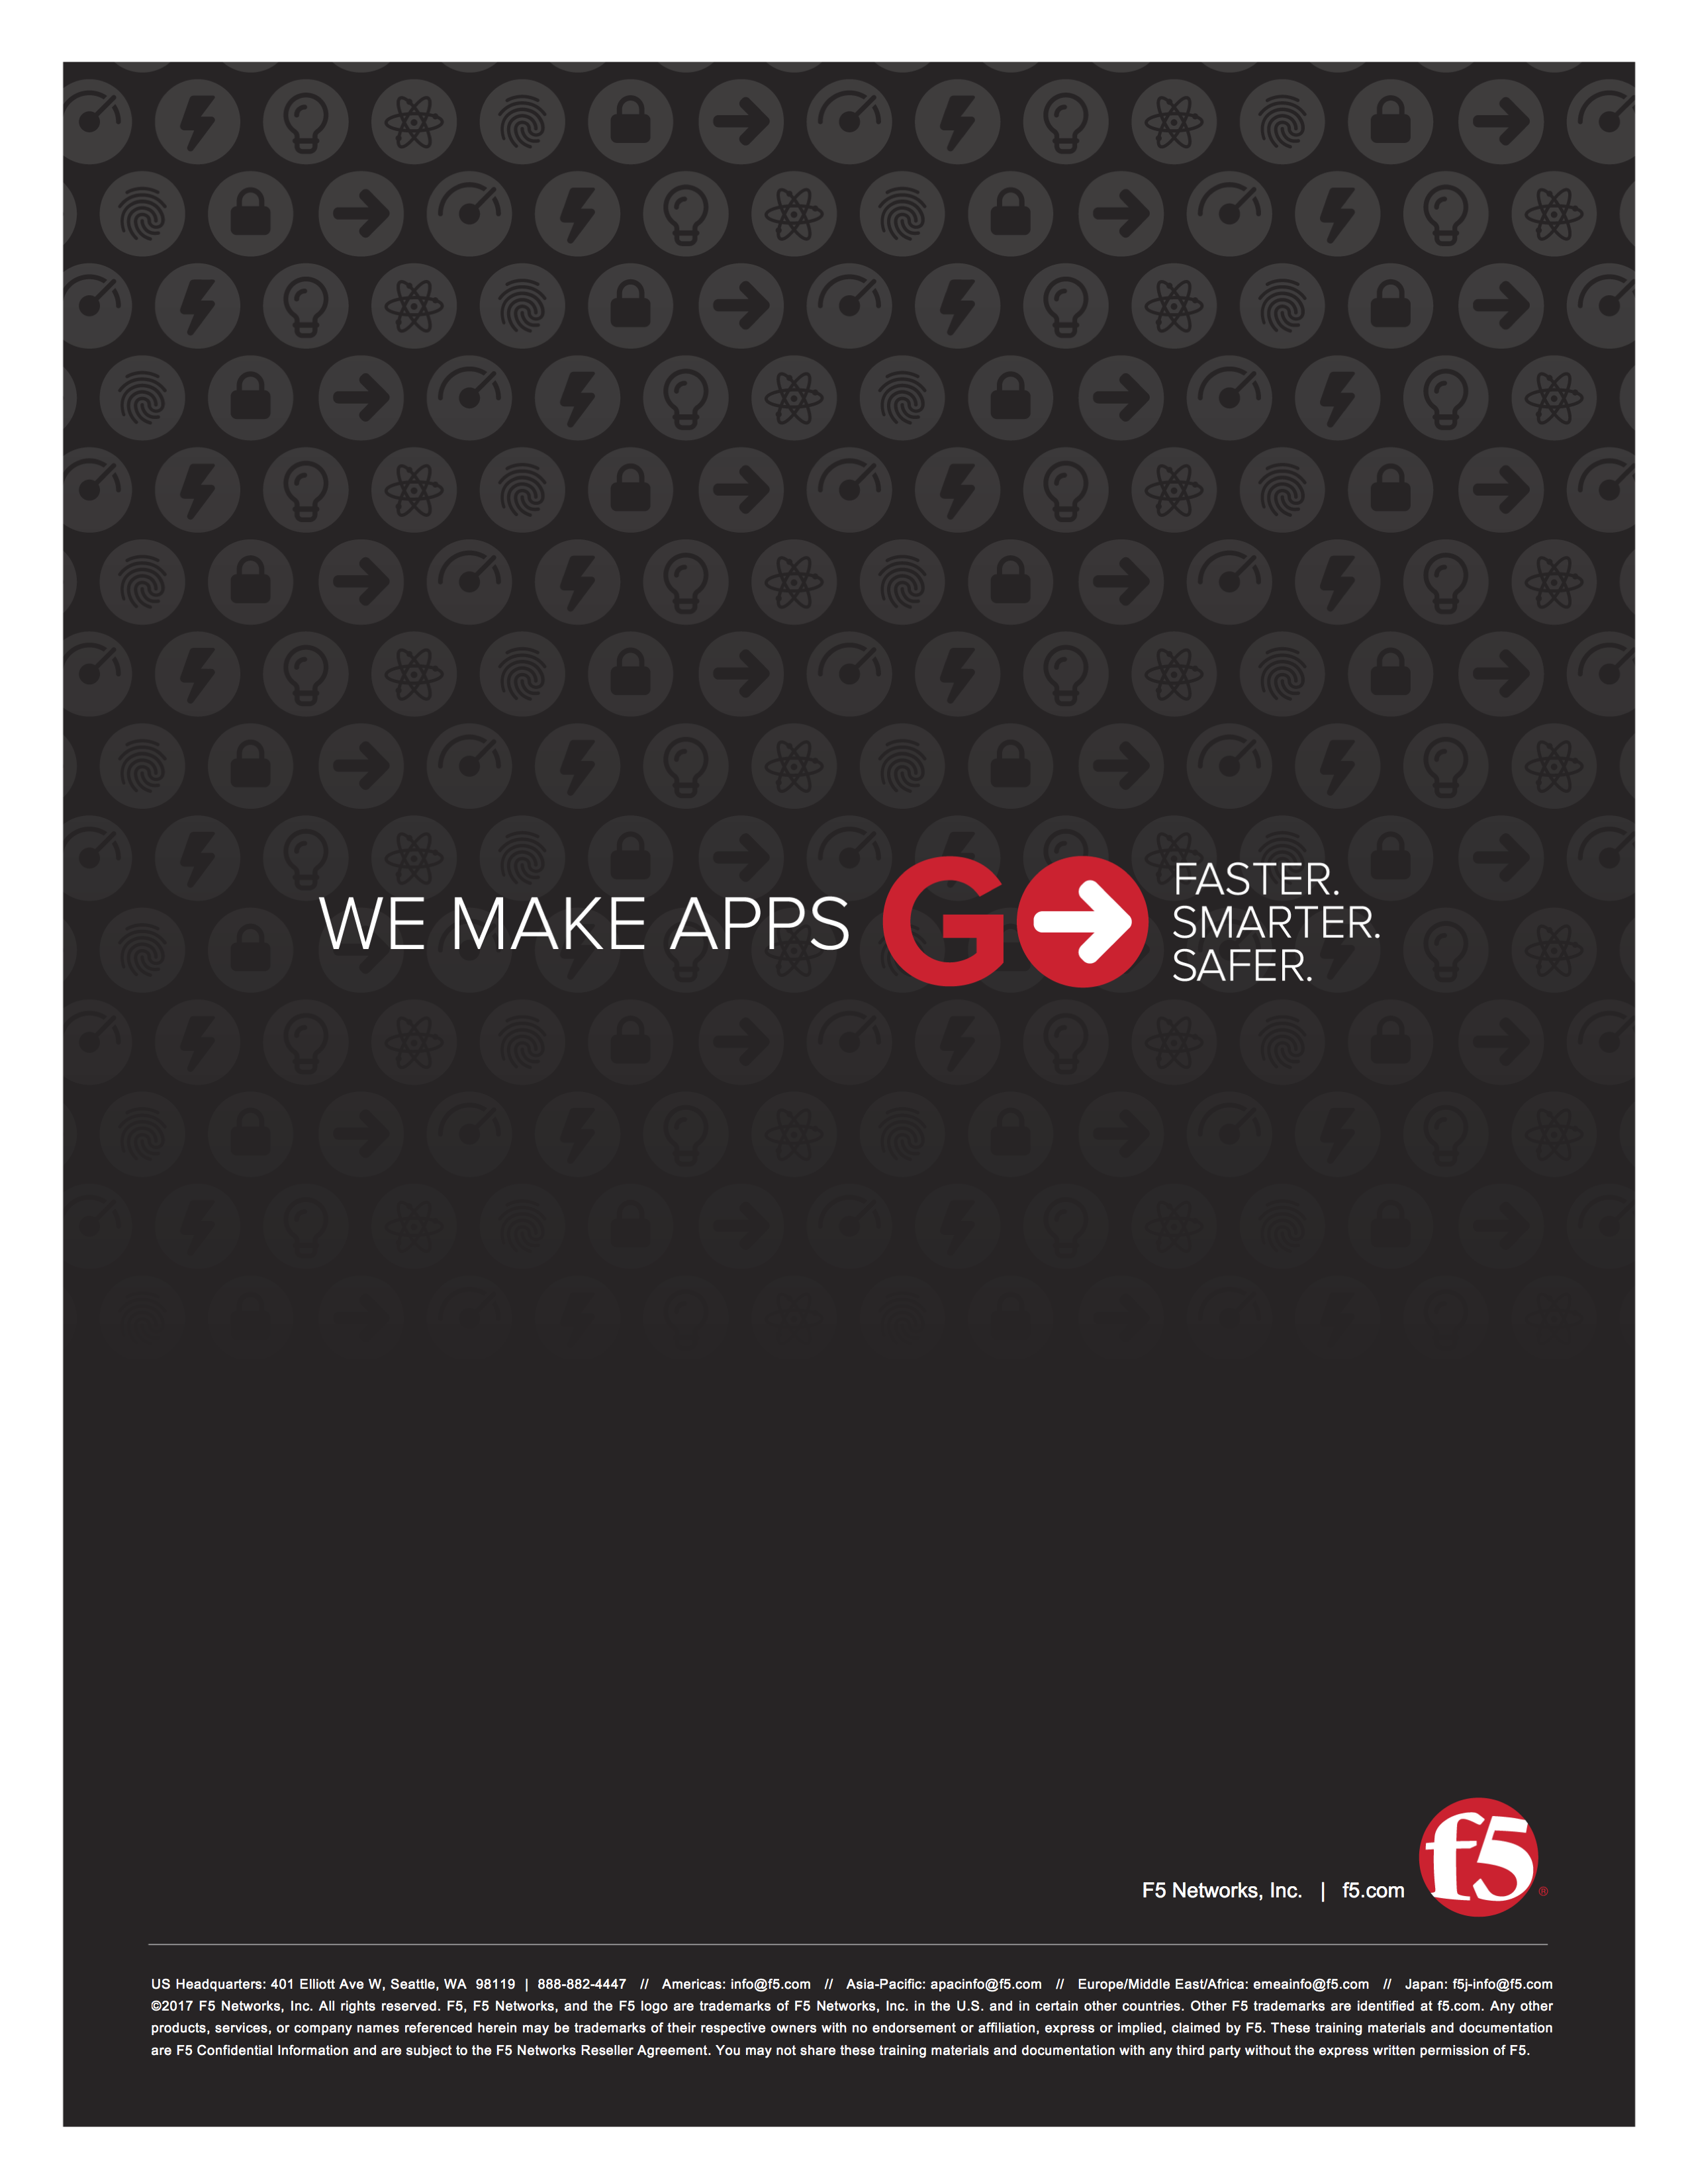 WE MAKE APPS GO
FASTER.
SMARTER.
SAFER.
F5 Networks, Inc. | f5.com
f5®
US Headquarters: 401 Elliott Ave W, Seattle, WA 98119 | 888-882-4447 // Americas: info@f5.com // Asia-Pacific: apacinfo@f5.com // Europe/Middle East/Africa: emeainfo@f5.com // Japan: f5j-info@f5.com
©2017 F5 Networks, Inc. All rights reserved. F5, F5 Networks, and the F5 logo are trademarks of F5 Networks, Inc. in the U.S. and in certain other countries. Other F5 trademarks are identified at f5.com. Any other
products, services, or company names referenced herein may be trademarks of their respective owners with no endorsement or affiliation, express or implied, claimed by F5. These training materials and documentation
are F5 Confidential Information and are subject to the F5 Networks Reseller Agreement. You may not share these training materials and documentation with any third party without the express written permission of F5.